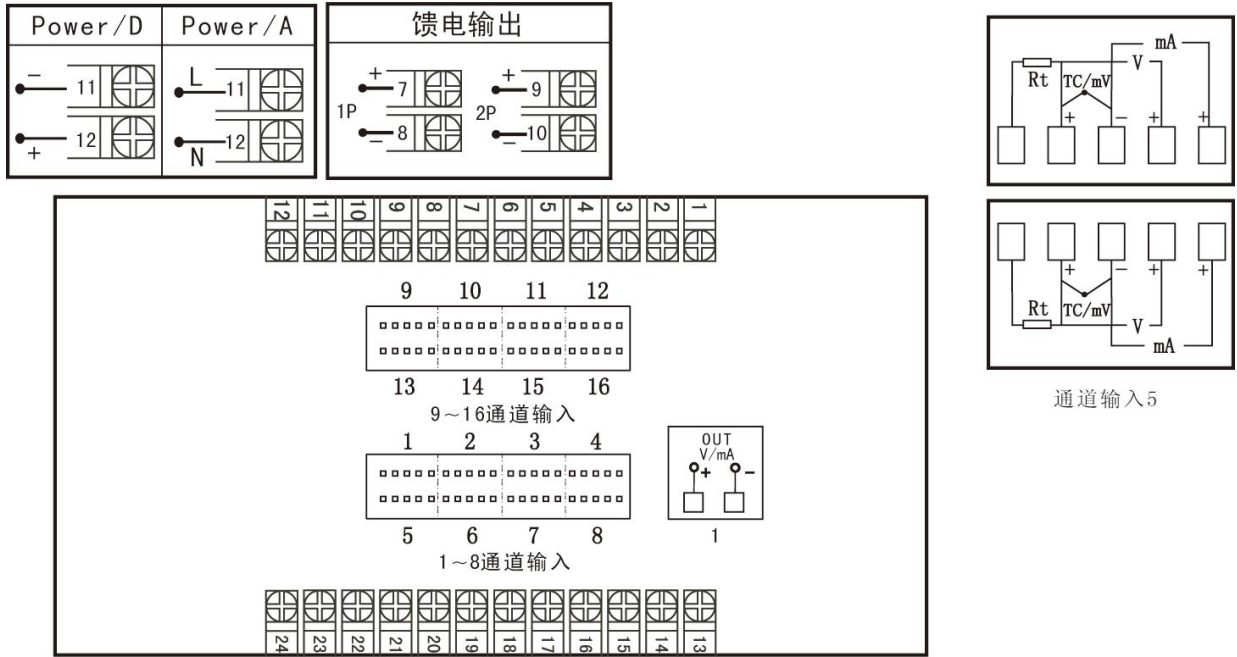 Power/D
Power/A
馈电输出
− 11
+ 12
L 11
N 12
1P
+ 7
− 8
2P
+ 9
− 10
mA
V
Rt
TC/mV
+ − + +
+ − + +
TC/mV
Rt
V
mA
通道输入5
12 11 10 9 8 7 6 5 4 3 2 1
9 10 11 12
13 14 15 16
9~16通道输入
1 2 3 4
5 6 7 8
1~8通道输入
OUT
V/mA
+ −
1
24 23 22 21 20 19 18 17 16 15 14 13